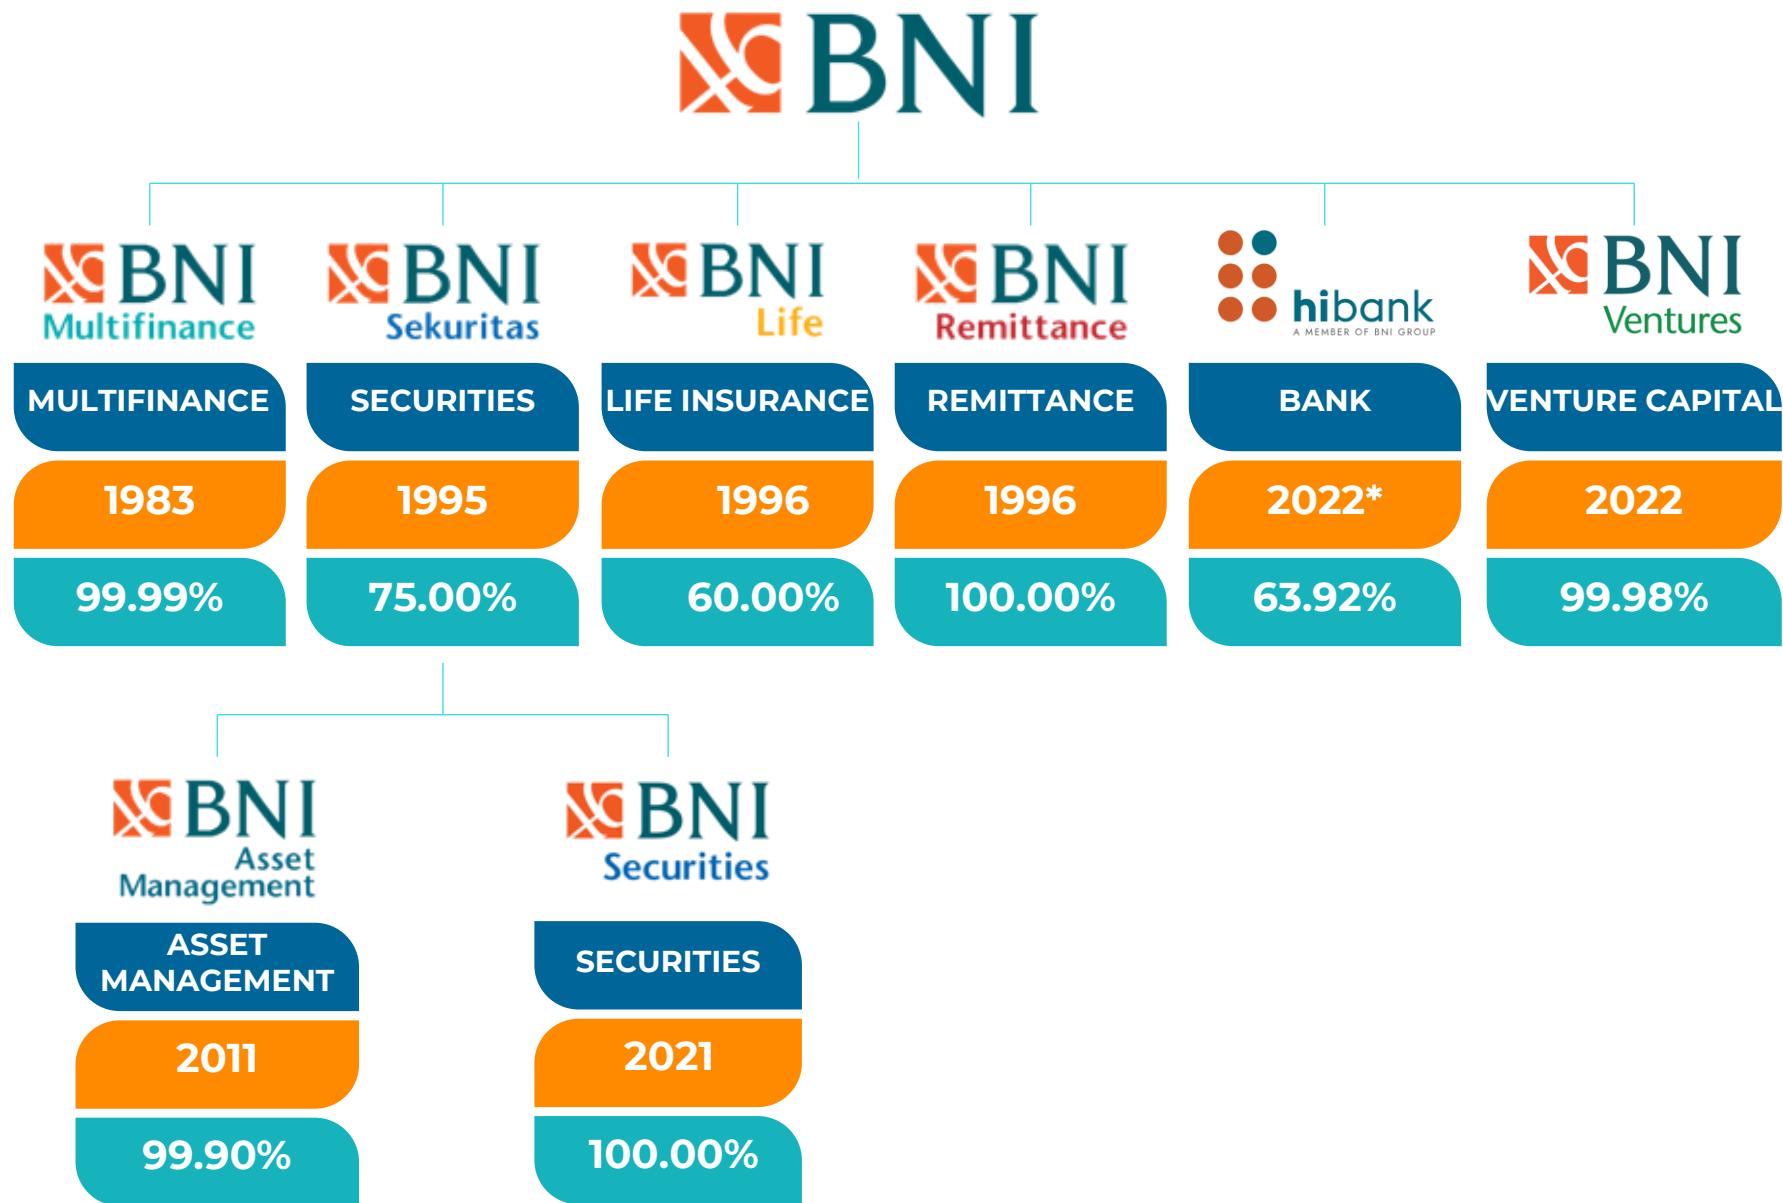 BNI
BNI
Multifinance
BNI
Sekuritas
BNI
Life
BNI
Remittance
hibank
A MEMBER OF BNI GROUP
BNI
Ventures
MULTIFINANCE
SECURITIES
LIFE INSURANCE
REMITTANCE
BANK
VENTURE CAPITAL
1983
1995
1996
1996
2022*
2022
99.99%
75.00%
60.00%
100.00%
63.92%
99.98%
BNI
Asset
Management
BNI
Securities
ASSET
MANAGEMENT
SECURITIES
2011
2021
99.90%
100.00%